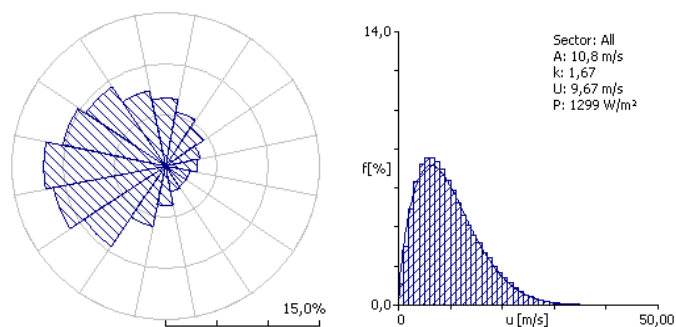 15,0%
14,0
Sector: All
A: 10,8 m/s
k: 1,67
U: 9,67 m/s
P: 1299 W/m²
f[%]
0,0
0
u [m/s]
50,00